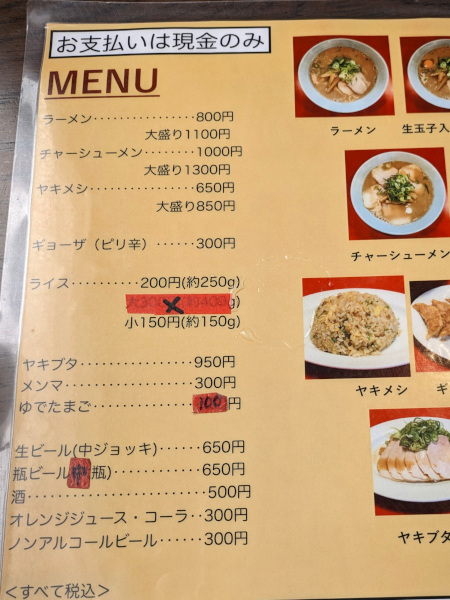 お支払いは現金のみ
MENU
ラーメン・・・・・・・・・・・・・・・800円
大盛り1100円
チャーシューメン・・・・・・・・1000円
大盛り1300円
ヤキメシ・・・・・・・・・・・・・・・650円
大盛り850円
ギョーザ（ピリ辛）・・・・・・300円
ライス・・・・・・・・・・200円(約250g)
小150円(約150g)
ヤキブタ・・・・・・・・・・・・・・・950円
メンマ・・・・・・・・・・・・・・・・・300円
ゆでたまご・・・・・・・・・・・・・100円
生ビール(中ジョッキ)・・・・・・650円
瓶ビール 中瓶)・・・・・・・・・・650円
酒・・・・・・・・・・・・・・・・・・・・・・500円
オレンジジュース・コーラ・・300円
ノンアルコールビール・・・・・・300円
<すべて税込>
ラーメン
生玉子入
チャーシューメン
ヤキメシ
ギ
ヤキブタ